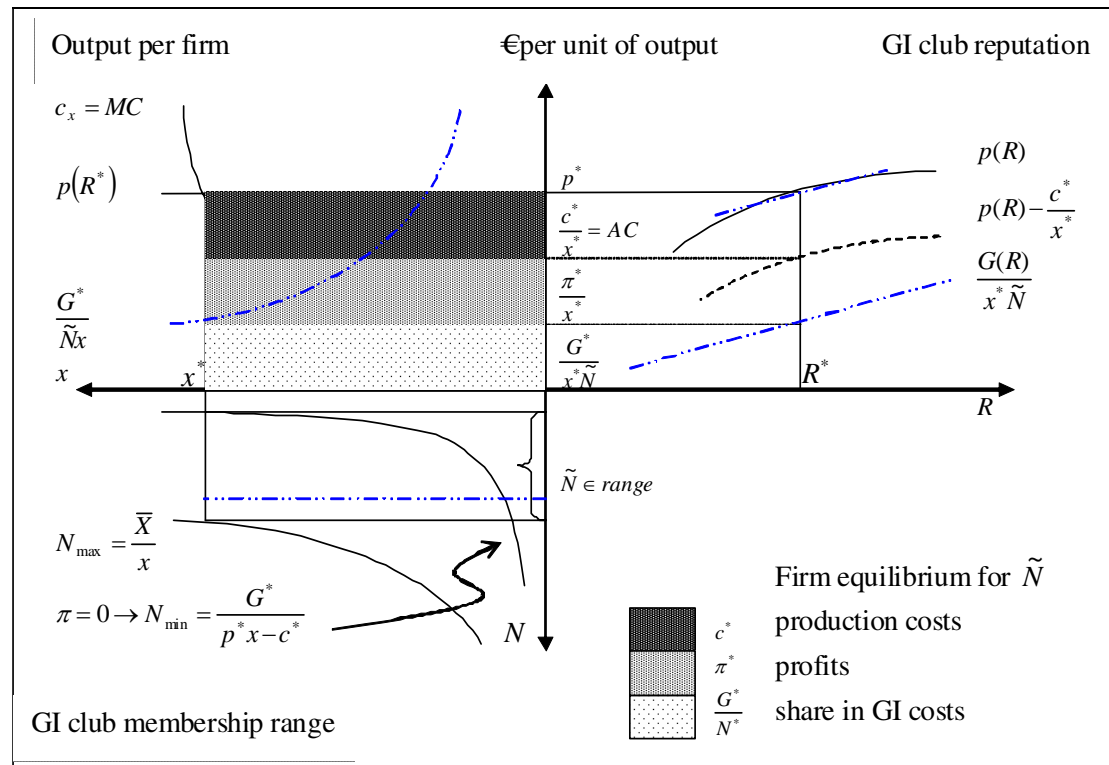 Output per firm
€per unit of output
GI club reputation
c_x = MC
p(R^*)
p^*
p(R)
c^*/x^* = AC
p(R) − c^*/x^*
π^*/x^*
G(R)/x^*Ñ
G^*/Ñx
G^*/x^*Ñ
x
x^*
R^*
R
Ñ ∈ range
N_max = X̅/x
π = 0 → N_min = G^*/p^*x − c^*
N
Firm equilibrium for Ñ
c^* production costs
π^* profits
G^*/N^* share in GI costs
GI club membership range